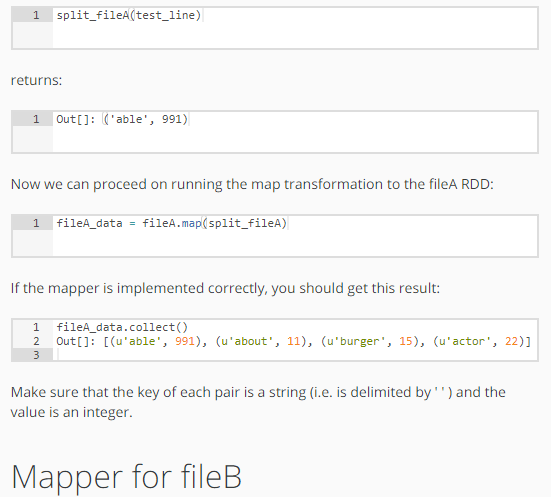 1 split_fileA(test_line)
returns:
1 Out[]: ('able', 991)
Now we can proceed on running the map transformation to the fileA RDD:
1 fileA_data = fileA.map(split_fileA)
If the mapper is implemented correctly, you should get this result:
1 fileA_data.collect()
2 Out[]: [(u'able', 991), (u'about', 11), (u'burger', 15), (u'actor', 22)]
3
Make sure that the key of each pair is a string (i.e. is delimited by ' ' ) and the
value is an integer.
Mapper for fileB